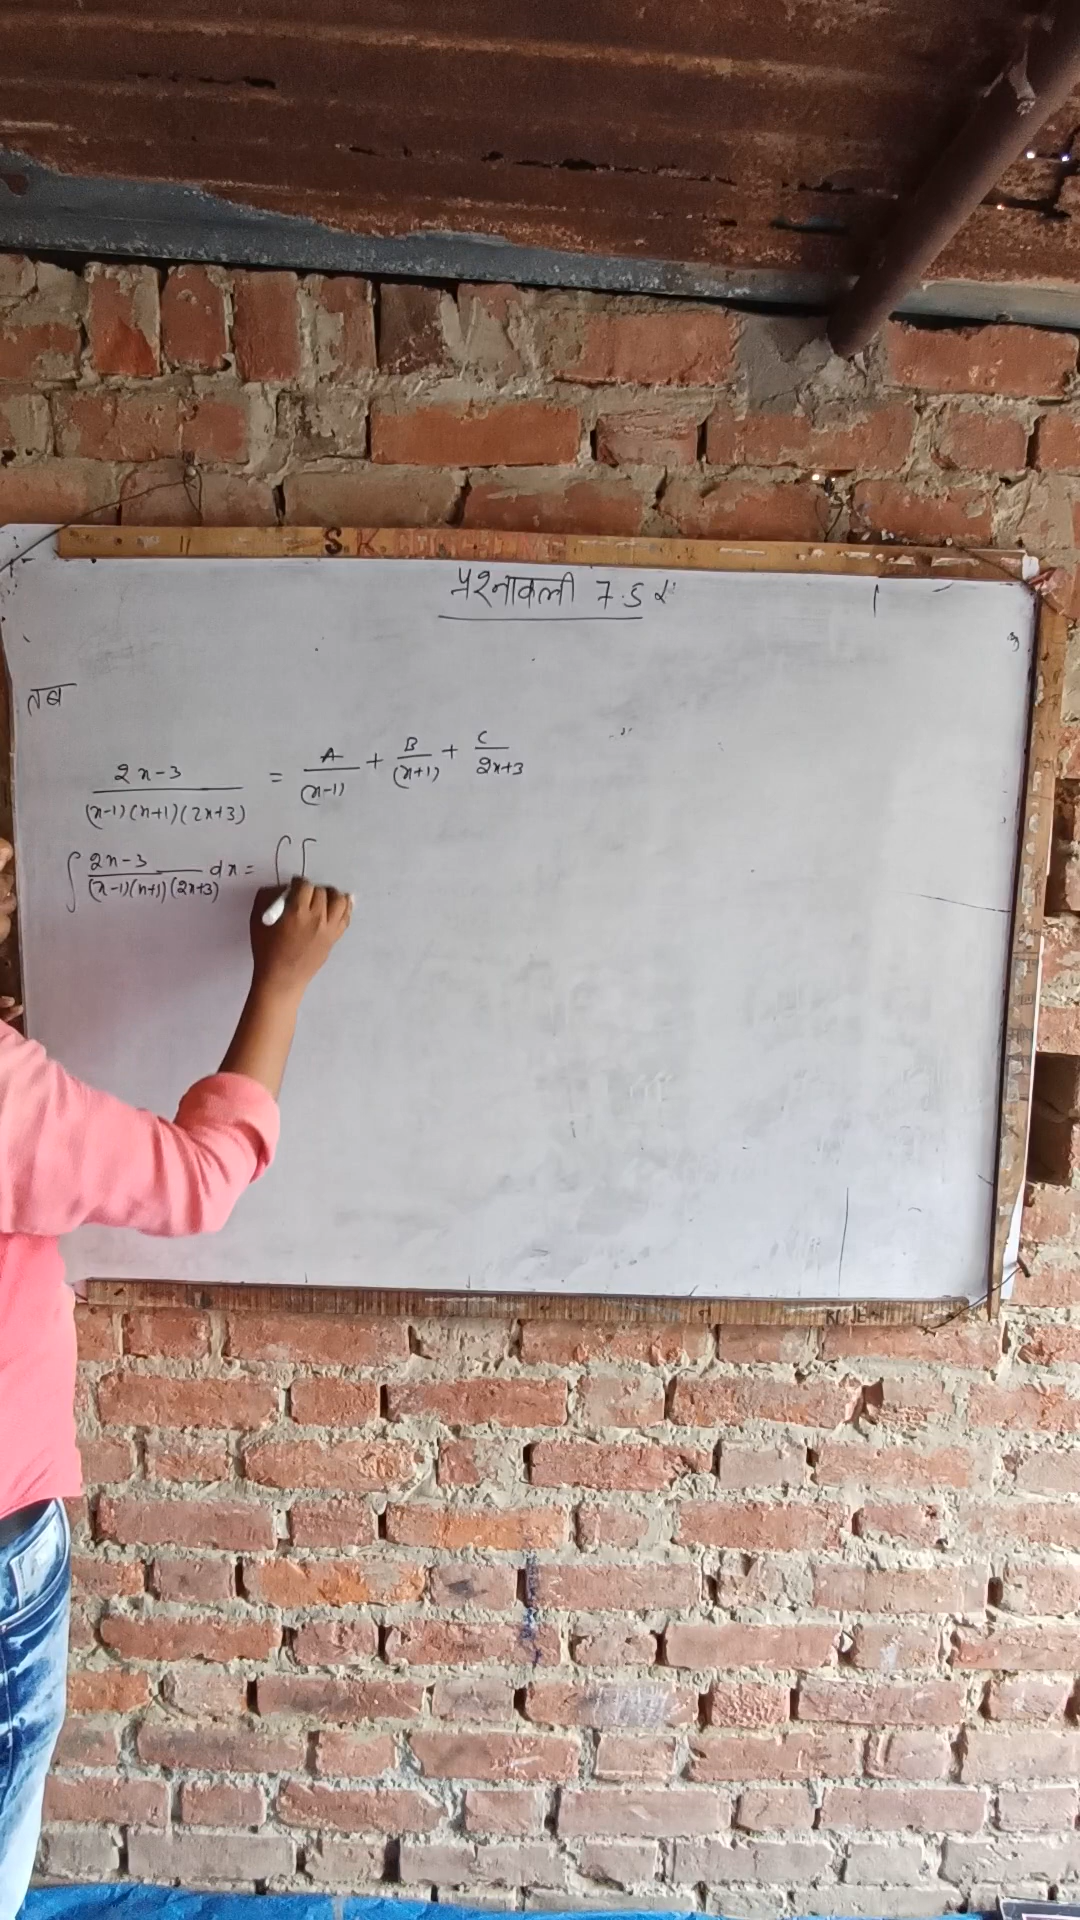 S.K.
प्रश्नावली 7.5
तब
2x-3/(x-1)(x+1)(2x+3) = A/(x-1) + B/(x+1) + C/2x+3
∫ 2x-3/(x-1)(x+1)(2x+3) dx = ∫ ∫